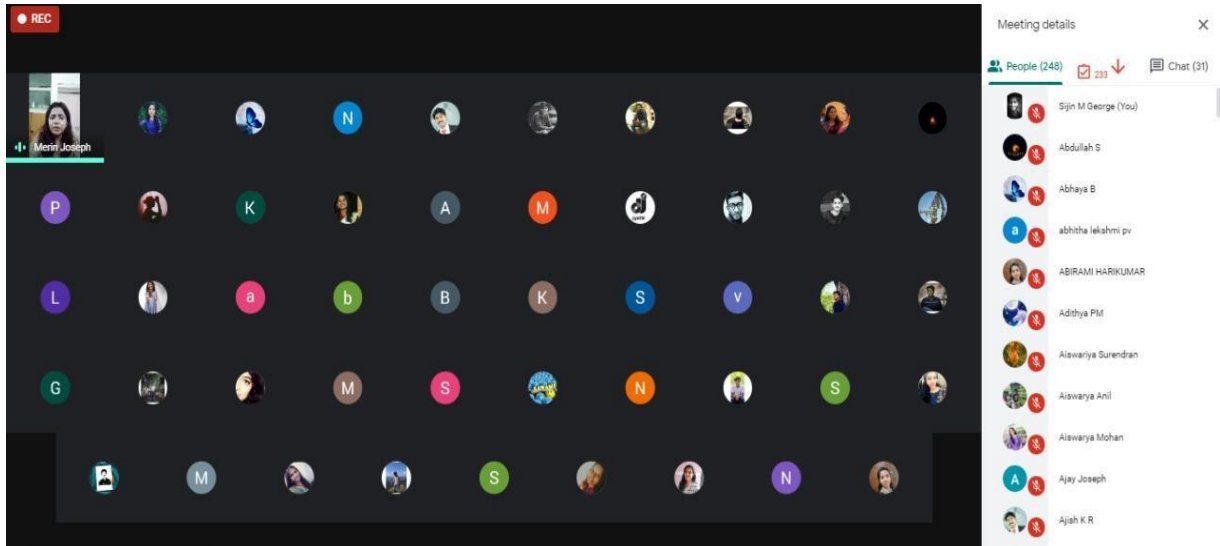 REC
Meeting details
People (248)
233
Chat (31)
Merin Joseph
N
P
K
A
M
L
a
b
B
K
S
v
G
M
S
N
S
M
S
N
Sijin M George (You)
Abdullah S
Abhaya B
a
abhitha lekshmi pv
ABIRAMI HARIKUMAR
Adithya PM
Aiswariya Surendran
Aiswarya Anil
Aiswarya Mohan
A
Ajay Joseph
Ajish K R